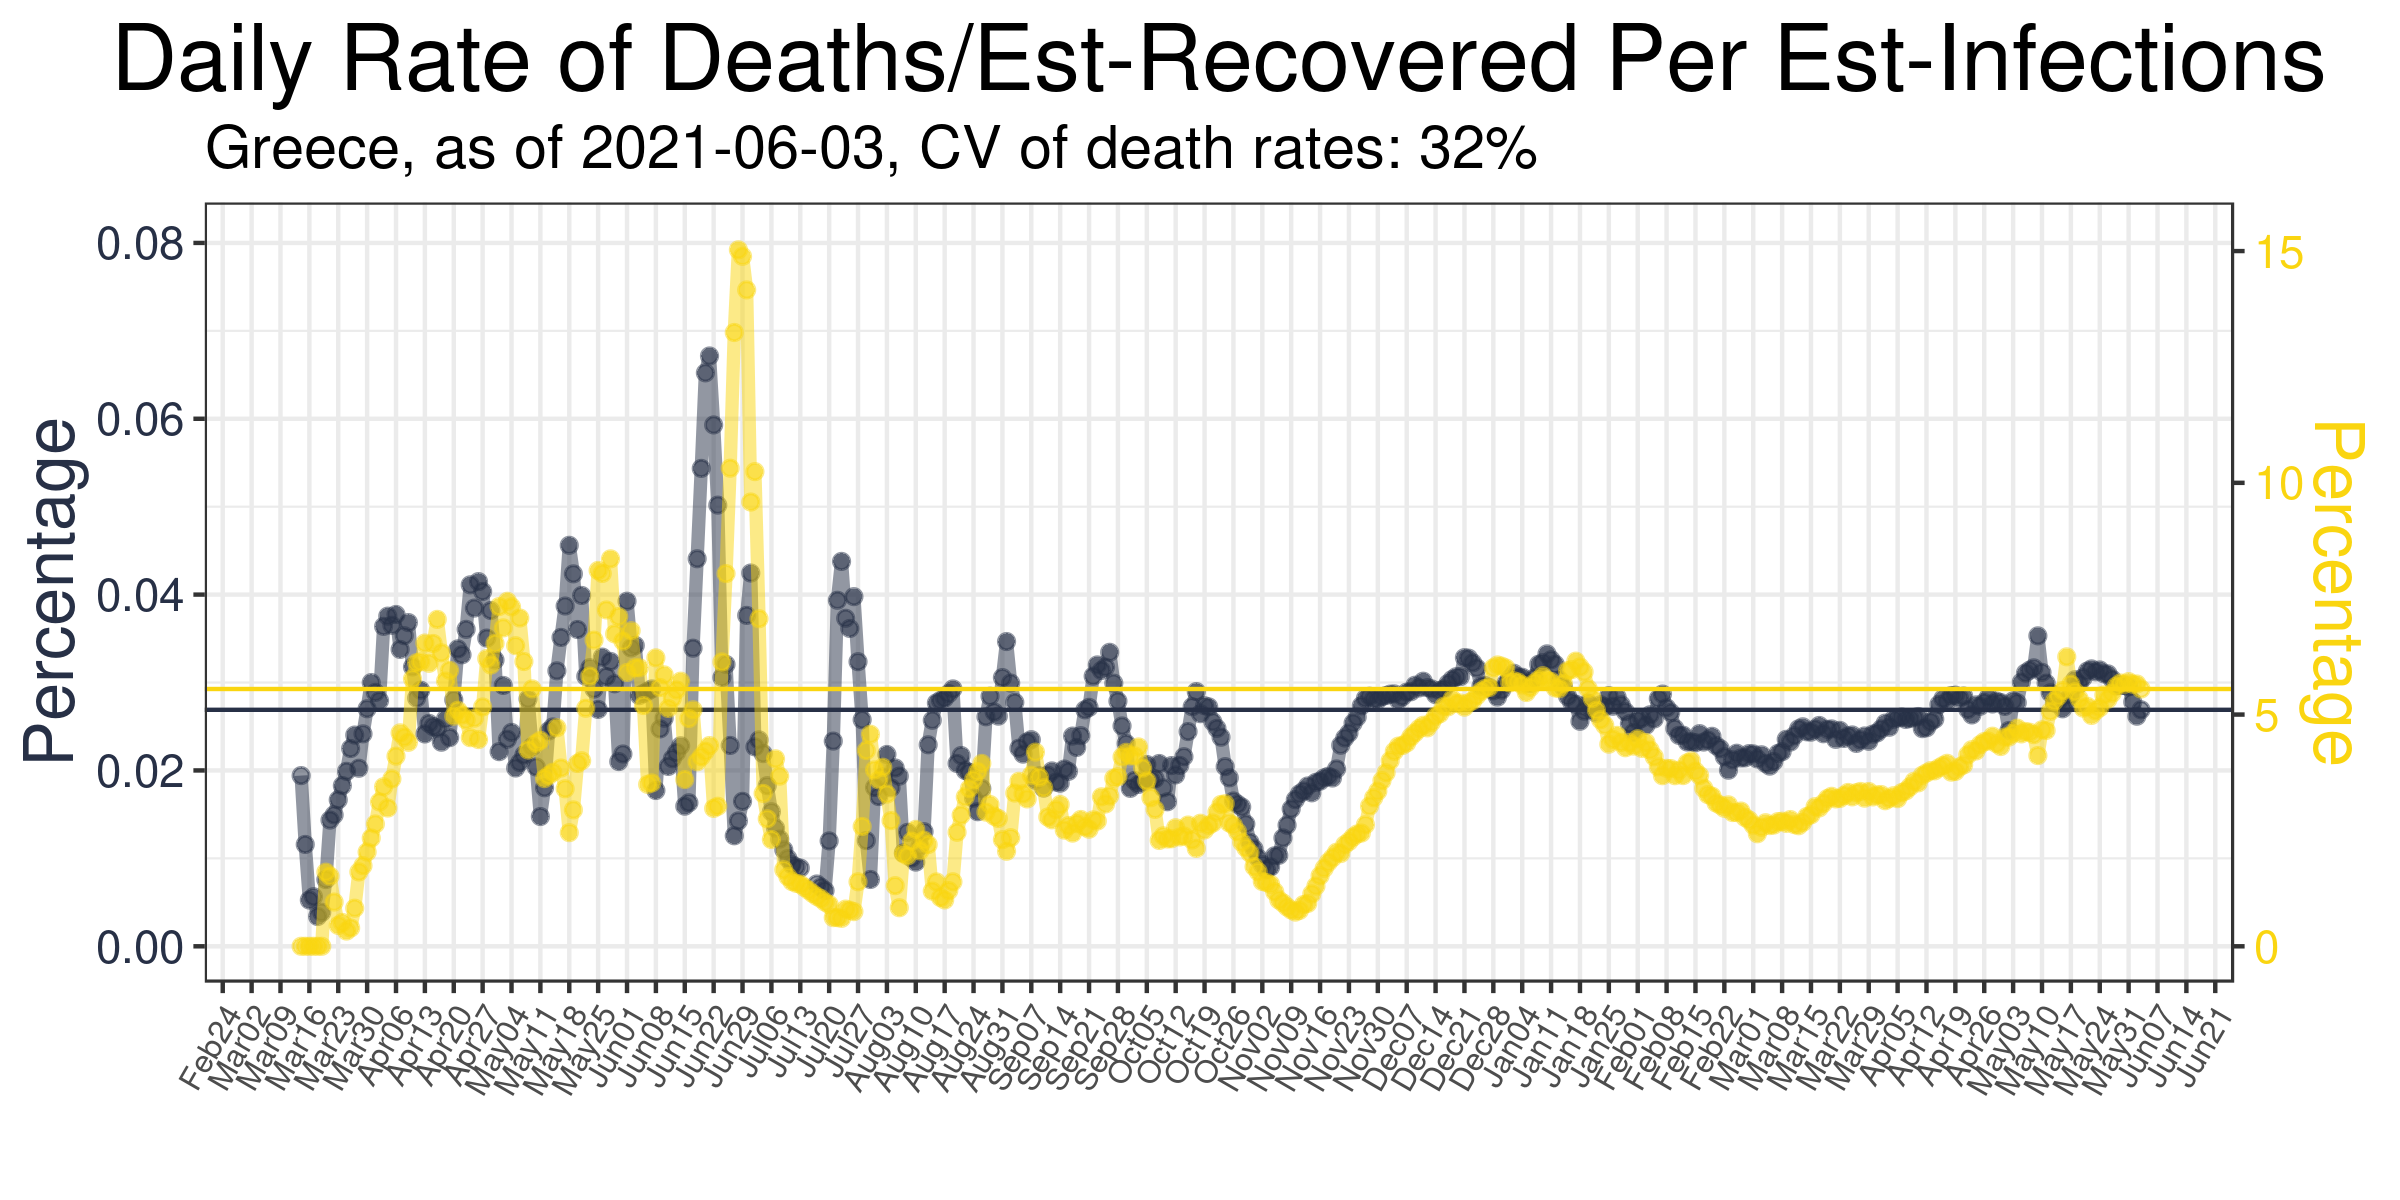 Daily Rate of Deaths/Est-Recovered Per Est-Infections
Greece, as of 2021-06-03, CV of death rates: 32%
Percentage
0.08
0.06
0.04
0.02
0.00
15
10
5
0
Percentage
Feb24
Mar02
Mar09
Mar16
Mar23
Mar30
Apr06
Apr13
Apr20
Apr27
May04
May11
May18
May25
Jun01
Jun08
Jun15
Jun22
Jun29
Jul06
Jul13
Jul20
Jul27
Aug03
Aug10
Aug17
Aug24
Aug31
Sep07
Sep14
Sep21
Sep28
Oct05
Oct12
Oct19
Oct26
Nov02
Nov09
Nov16
Nov23
Nov30
Dec07
Dec14
Dec21
Dec28
Jan04
Jan11
Jan18
Jan25
Feb01
Feb08
Feb15
Feb22
Mar01
Mar08
Mar15
Mar22
Mar29
Apr05
Apr12
Apr19
Apr26
May03
May10
May17
May24
May31
Jun07
Jun14
Jun21